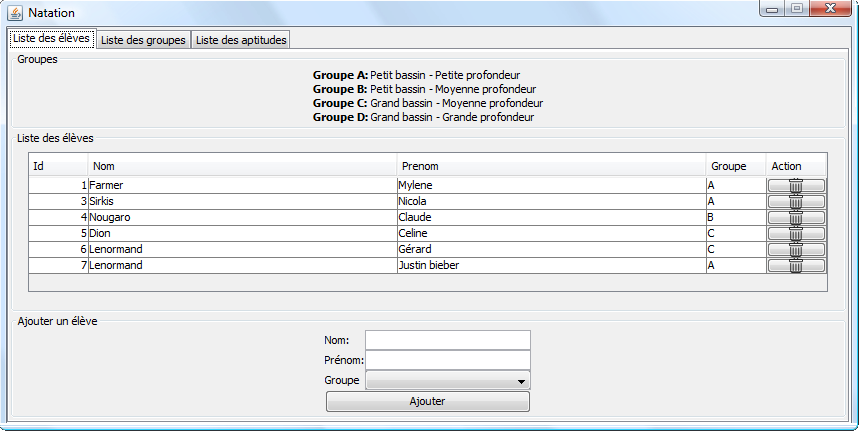 Natation
Liste des élèves Liste des groupes Liste des aptitudes
Groupes
Groupe A: Petit bassin - Petite profondeur
Groupe B: Petit bassin - Moyenne profondeur
Groupe C: Grand bassin - Moyenne profondeur
Groupe D: Grand bassin - Grande profondeur
Liste des élèves
Id Nom Prenom Groupe Action
1 Farmer Mylene A
3 Sirkis Nicola A
4 Nougaro Claude B
5 Dion Celine C
6 Lenormand Gérard C
7 Lenormand Justin bieber A
Ajouter un élève
Nom:
Prénom:
Groupe
Ajouter